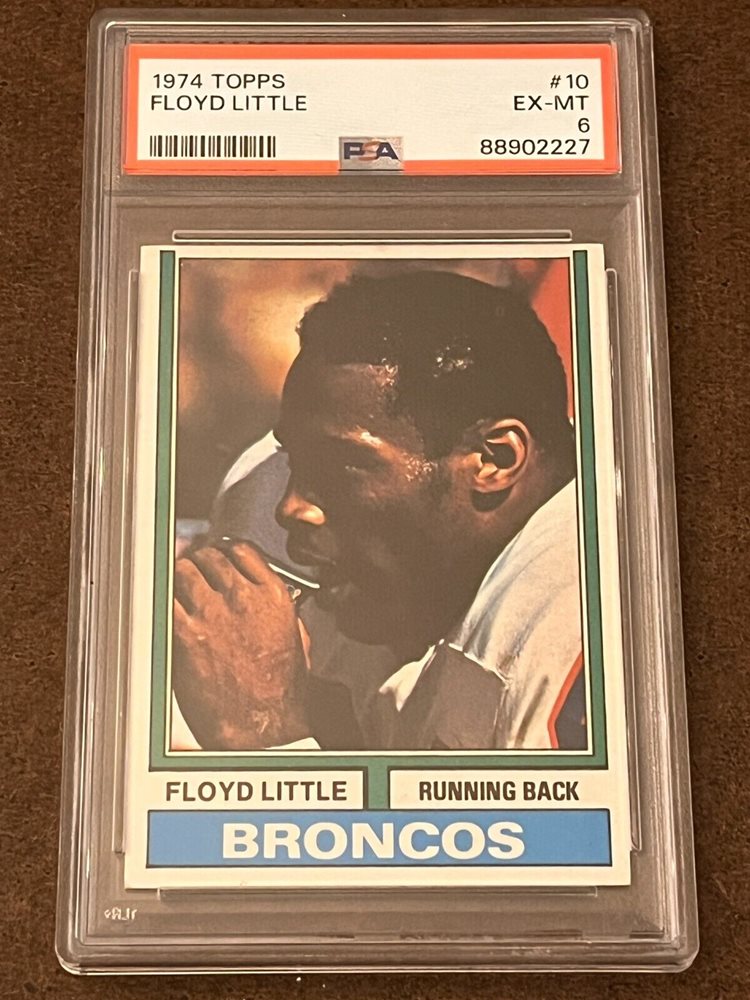 1974 TOPPS #10
FLOYD LITTLE EX-MT
6
PSA 88902227
FLOYD LITTLE RUNNING BACK
BRONCOS